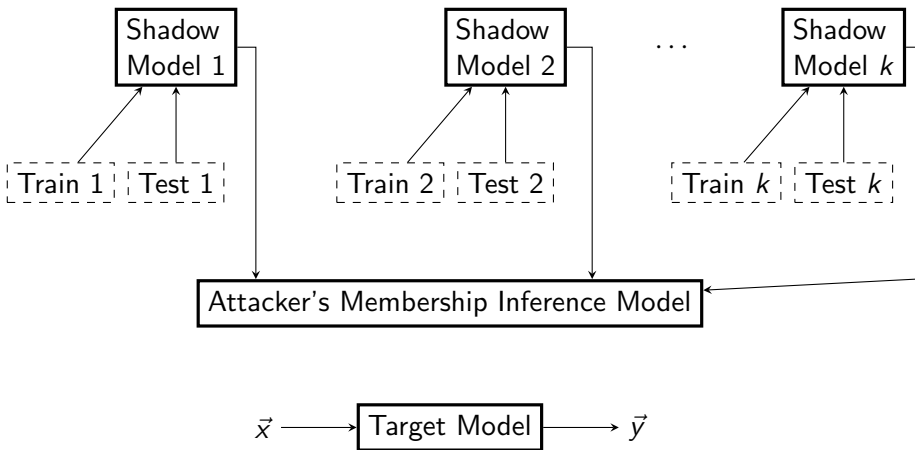 Shadow
Model 1
Shadow
Model 2
...
Shadow
Model k
Train 1
Test 1
Train 2
Test 2
Train k
Test k
Attacker's Membership Inference Model
x⃗
Target Model
y⃗